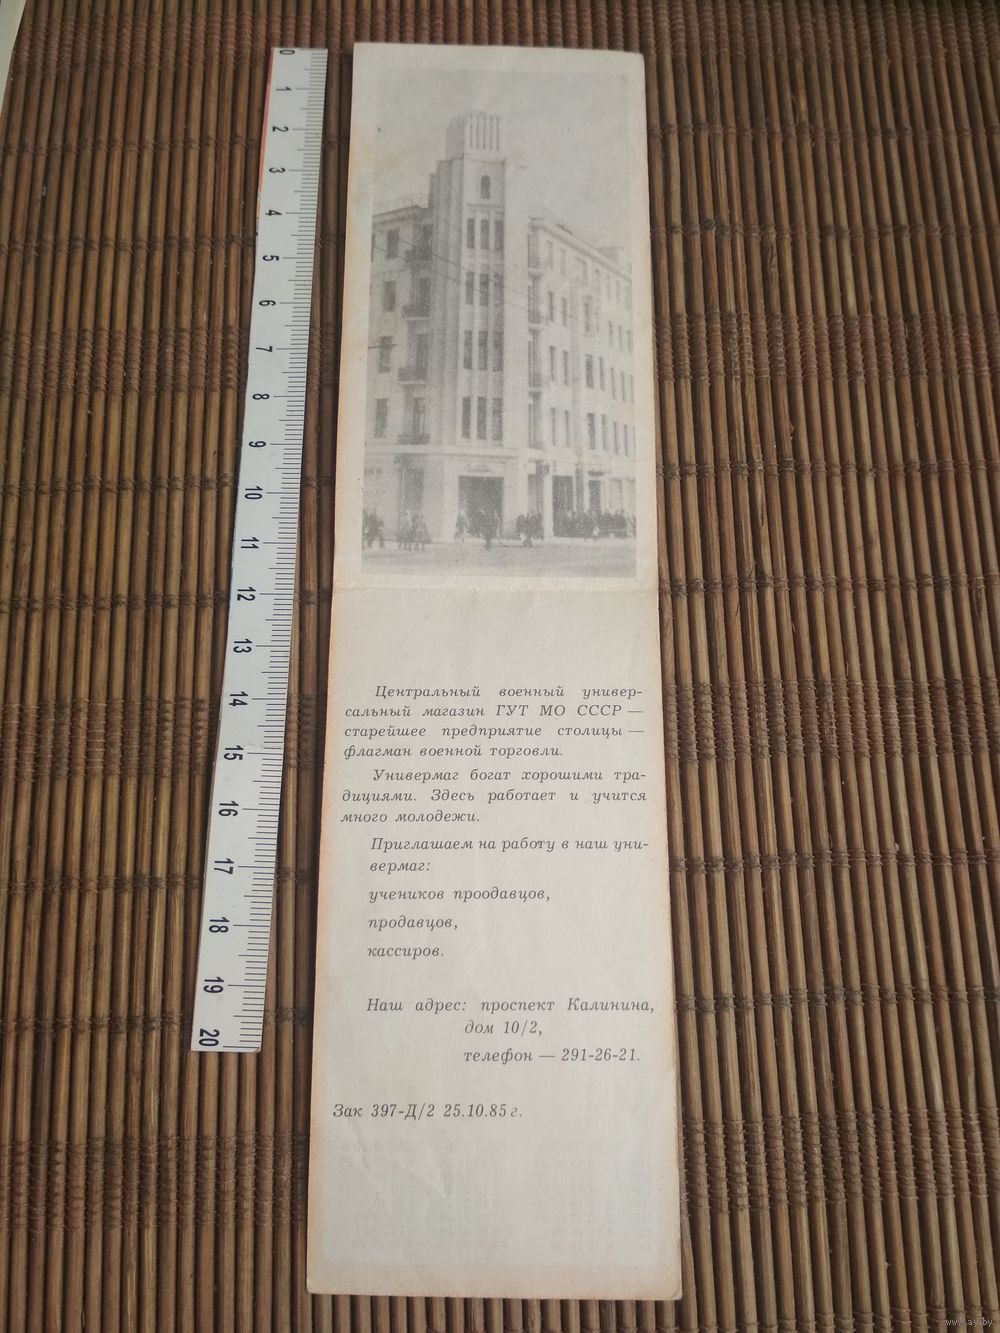 0
1
2
3
4
5
6
7
8
9
10
11
12
13
14
15
16
17
18
19
20
Центральный военный универ-
сальный магазин ГУТ МО СССР —
старейшее предприятие столицы —
флагман военной торговли.
Универмаг богат хорошими тра-
дициями. Здесь работает и учится
много молодежи.
Приглашаем на работу в наш уни-
вермаг:
учеников проодавцов,
продавцов,
кассиров.
Наш адрес: проспект Калинина,
дом 10/2,
телефон — 291-26-21.
Зак 397-Д/2 25.10.85 г.
www.ay.by